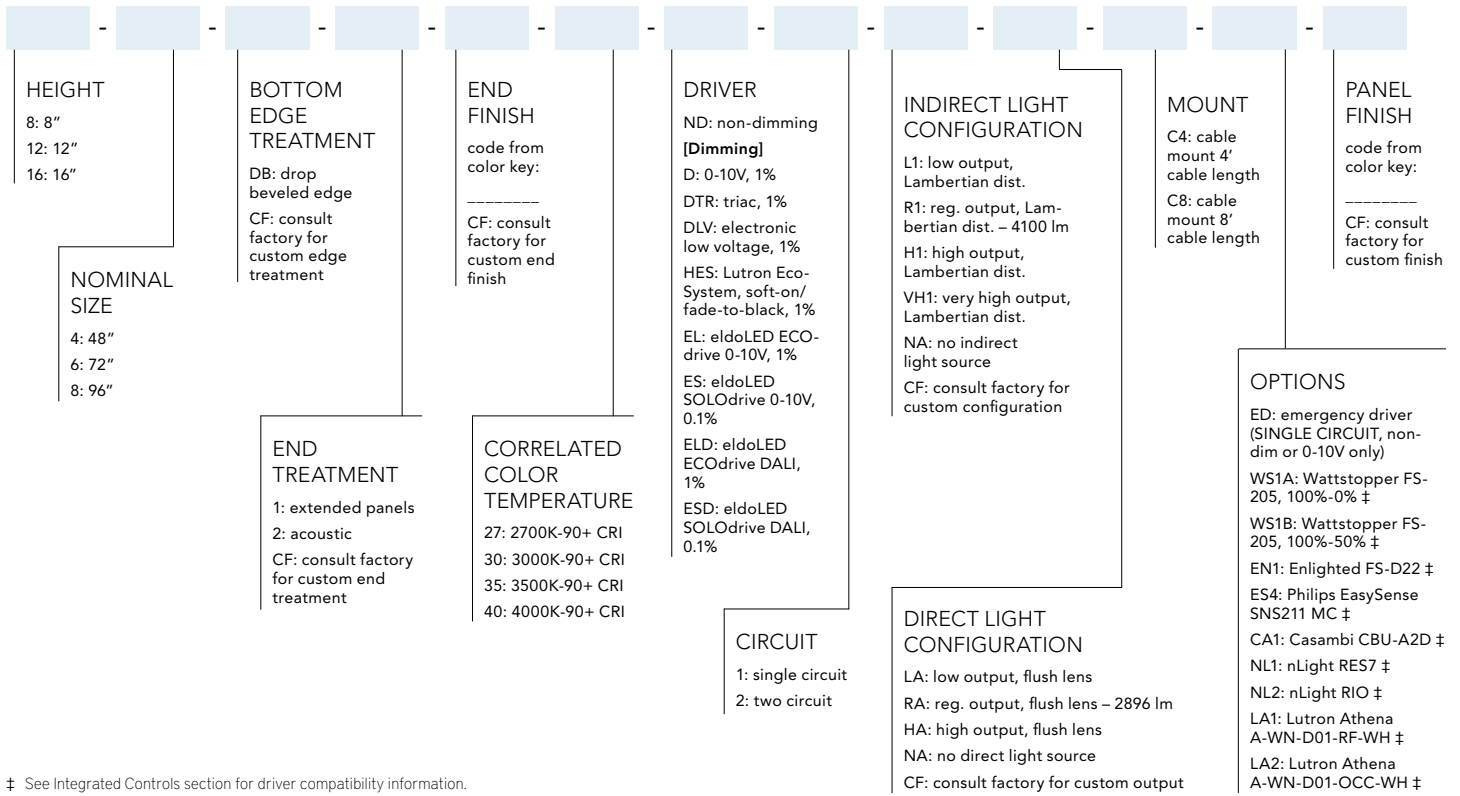 - - - - - - - - - - - -
HEIGHT
8: 8”
12: 12”
16: 16”
NOMINAL
SIZE
4: 48”
6: 72”
8: 96”
BOTTOM
EDGE
TREATMENT
DB: drop
beveled edge
CF: consult
factory for
custom edge
treatment
END
TREATMENT
1: extended panels
2: acoustic
CF: consult factory
for custom end
treatment
END
FINISH
code from
color key:
________
CF: consult
factory for
custom end
finish
CORRELATED
COLOR
TEMPERATURE
27: 2700K-90+ CRI
30: 3000K-90+ CRI
35: 3500K-90+ CRI
40: 4000K-90+ CRI
DRIVER
ND: non-dimming
[Dimming]
D: 0-10V, 1%
DTR: triac, 1%
DLV: electronic
low voltage, 1%
HES: Lutron Eco-
System, soft-on/
fade-to-black, 1%
EL: eldoLED ECO-
drive 0-10V, 1%
ES: eldoLED
SOLOdrive 0-10V,
0.1%
ELD: eldoLED
ECOdrive DALI,
1%
ESD: eldoLED
SOLOdrive DALI,
0.1%
CIRCUIT
1: single circuit
2: two circuit
INDIRECT LIGHT
CONFIGURATION
L1: low output,
Lambertian dist.
R1: reg. output, Lam-
bertian dist. – 4100 lm
H1: high output,
Lambertian dist.
VH1: very high output,
Lambertian dist.
NA: no indirect
light source
CF: consult factory for
custom configuration
DIRECT LIGHT
CONFIGURATION
LA: low output, flush lens
RA: reg. output, flush lens – 2896 lm
HA: high output, flush lens
NA: no direct light source
CF: consult factory for custom output
MOUNT
C4: cable
mount 4’
cable length
C8: cable
mount 8’
cable length
OPTIONS
ED: emergency driver
(SINGLE CIRCUIT, non-
dim or 0-10V only)
WS1A: Wattstopper FS-
205, 100%-0% ‡
WS1B: Wattstopper FS-
205, 100%-50% ‡
EN1: Enlighted FS-D22 ‡
ES4: Philips EasySense
SNS211 MC ‡
CA1: Casambi CBU-A2D ‡
NL1: nLight RES7 ‡
NL2: nLight RIO ‡
LA1: Lutron Athena
A-WN-D01-RF-WH ‡
LA2: Lutron Athena
A-WN-D01-OCC-WH ‡
PANEL
FINISH
code from
color key:
________
CF: consult
factory for
custom finish
‡ See Integrated Controls section for driver compatibility information.